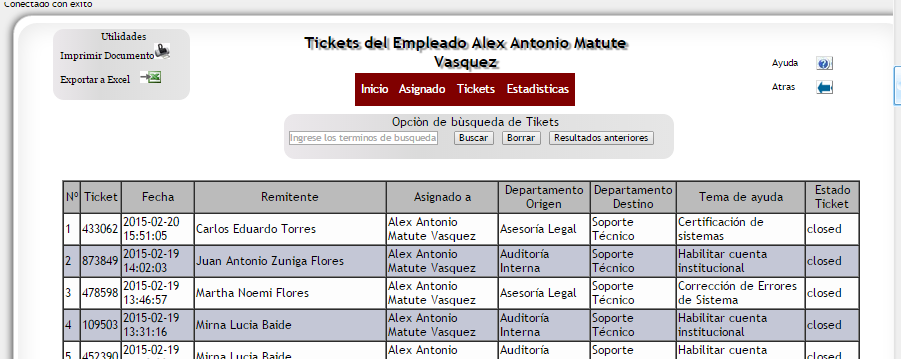 Conectado con exito
Utilidades
Imprimir Documento
Exportar a Excel
Tickets del Empleado Alex Antonio Matute
Vasquez
Inicio Asignado Tickets Estadisticas
Ayuda
Atras
Opciòn de bùsqueda de Tikets
Ingrese los terminos de busqueda Buscar Borrar Resultados anteriores
Nº Ticket Fecha Remitente Asignado a Departamento Origen Departamento Destino Tema de ayuda Estado Ticket
1 433062 2015-02-20 15:51:05 Carlos Eduardo Torres Alex Antonio Matute Vasquez Asesoría Legal Soporte Técnico Certificación de sistemas closed
2 873849 2015-02-19 14:02:03 Juan Antonio Zuniga Flores Alex Antonio Matute Vasquez Auditoría Interna Soporte Técnico Habilitar cuenta institucional closed
3 478598 2015-02-19 13:46:57 Martha Noemi Flores Alex Antonio Matute Vasquez Asesoría Legal Soporte Técnico Corrección de Errores de Sistema closed
4 109503 2015-02-19 13:31:16 Mirna Lucia Baide Alex Antonio Matute Vasquez Auditoría Interna Soporte Técnico Habilitar cuenta institucional closed
5 452390 2015-02-19 Mirna Lucia Baide Alex Antonio Auditoría Soporte Habilitar cuenta closed